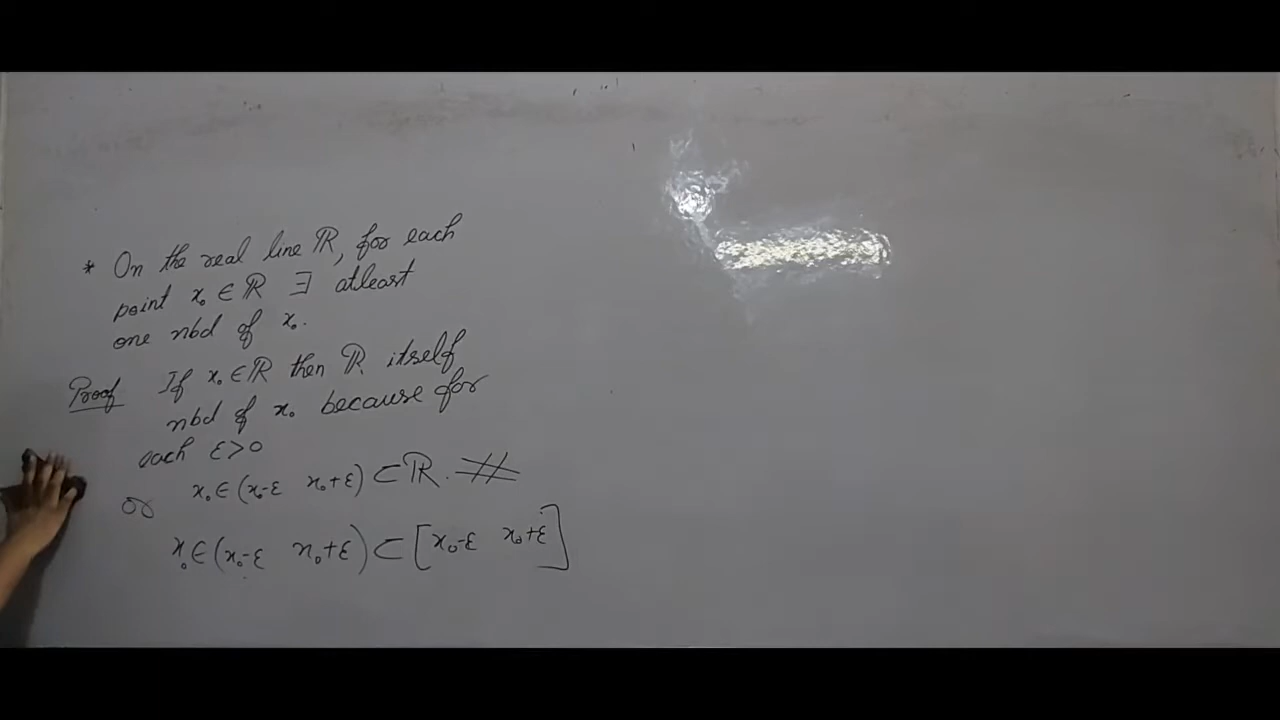 * On the real line ℝ, for each
point x₀ ∈ ℝ ∃ atleast
one nbd of x₀.
Proof If x₀ ∈ ℝ then ℝ itself
nbd of x₀ because for
each ε > 0
x₀ ∈ (x₀-ε x₀+ε) ⊂ ℝ. #
or
x₀ ∈ (x₀-ε x₀+ε) ⊂ [x₀-ε x₀+ε]